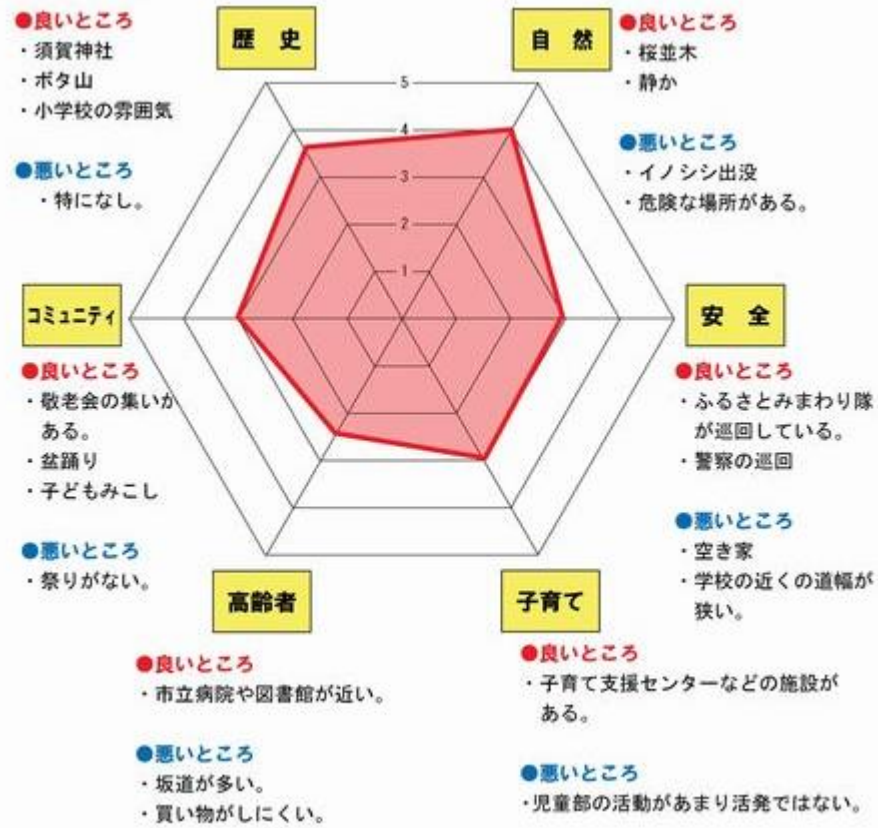 歴　史
●良いところ
・須賀神社
・ボタ山
・小学校の雰囲気
●悪いところ
・特になし。
自　然
●良いところ
・桜並木
・静か
●悪いところ
・イノシシ出没
・危険な場所がある。
5
4
3
2
1
コミュニティ
●良いところ
・敬老会の集いが
ある。
・盆踊り
・子どもみこし
●悪いところ
・祭りがない。
安　全
●良いところ
・ふるさとみまわり隊
が巡回している。
・警察の巡回
●悪いところ
・空き家
・学校の近くの道幅が
狭い。
高齢者
●良いところ
・市立病院や図書館が近い。
●悪いところ
・坂道が多い。
・買い物がしにくい。
子育て
●良いところ
・子育て支援センターなどの施設が
ある。
●悪いところ
・児童部の活動があまり活発ではない。